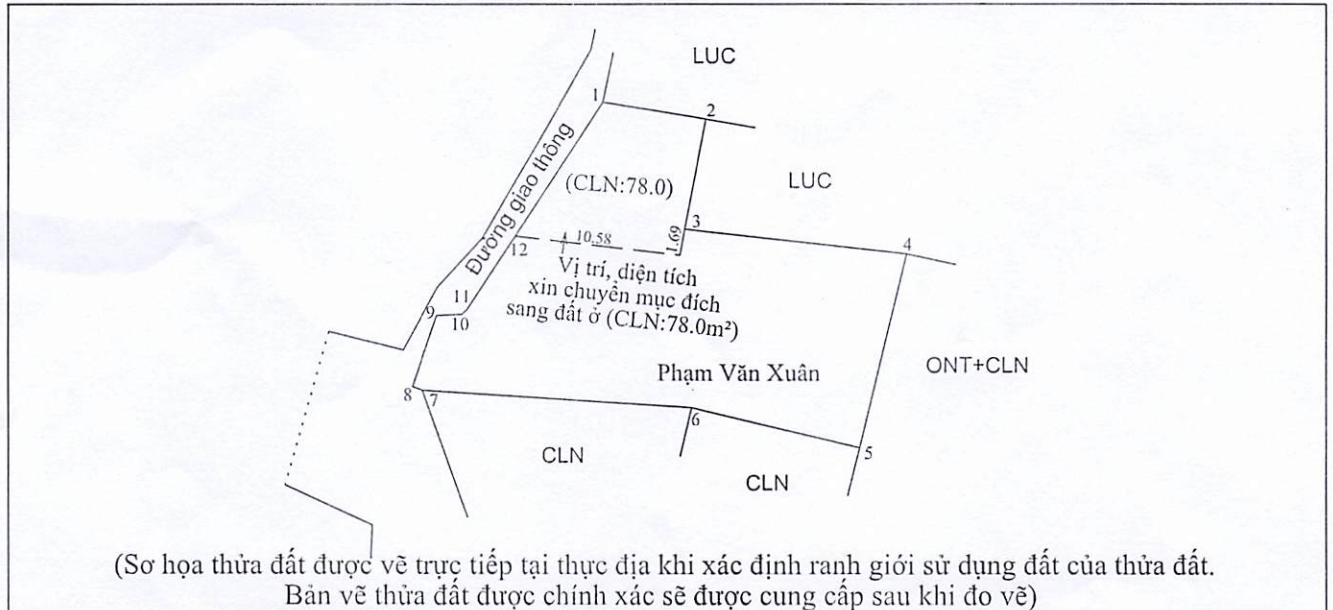 LUC
1
2
Đường giao thông
(CLN:78.0)
LUC
3
1.69
4
10.58
12
Vị trí, diện tích
xin chuyển mục đích
sang đất ở (CLN:78.0m²)
11
9
10
Phạm Văn Xuân
ONT+CLN
8
7
6
5
CLN
CLN
(Sơ họa thửa đất được vẽ trực tiếp tại thực địa khi xác định ranh giới sử dụng đất của thửa đất.
Bản vẽ thửa đất được chính xác sẽ được cung cấp sau khi đo vẽ)